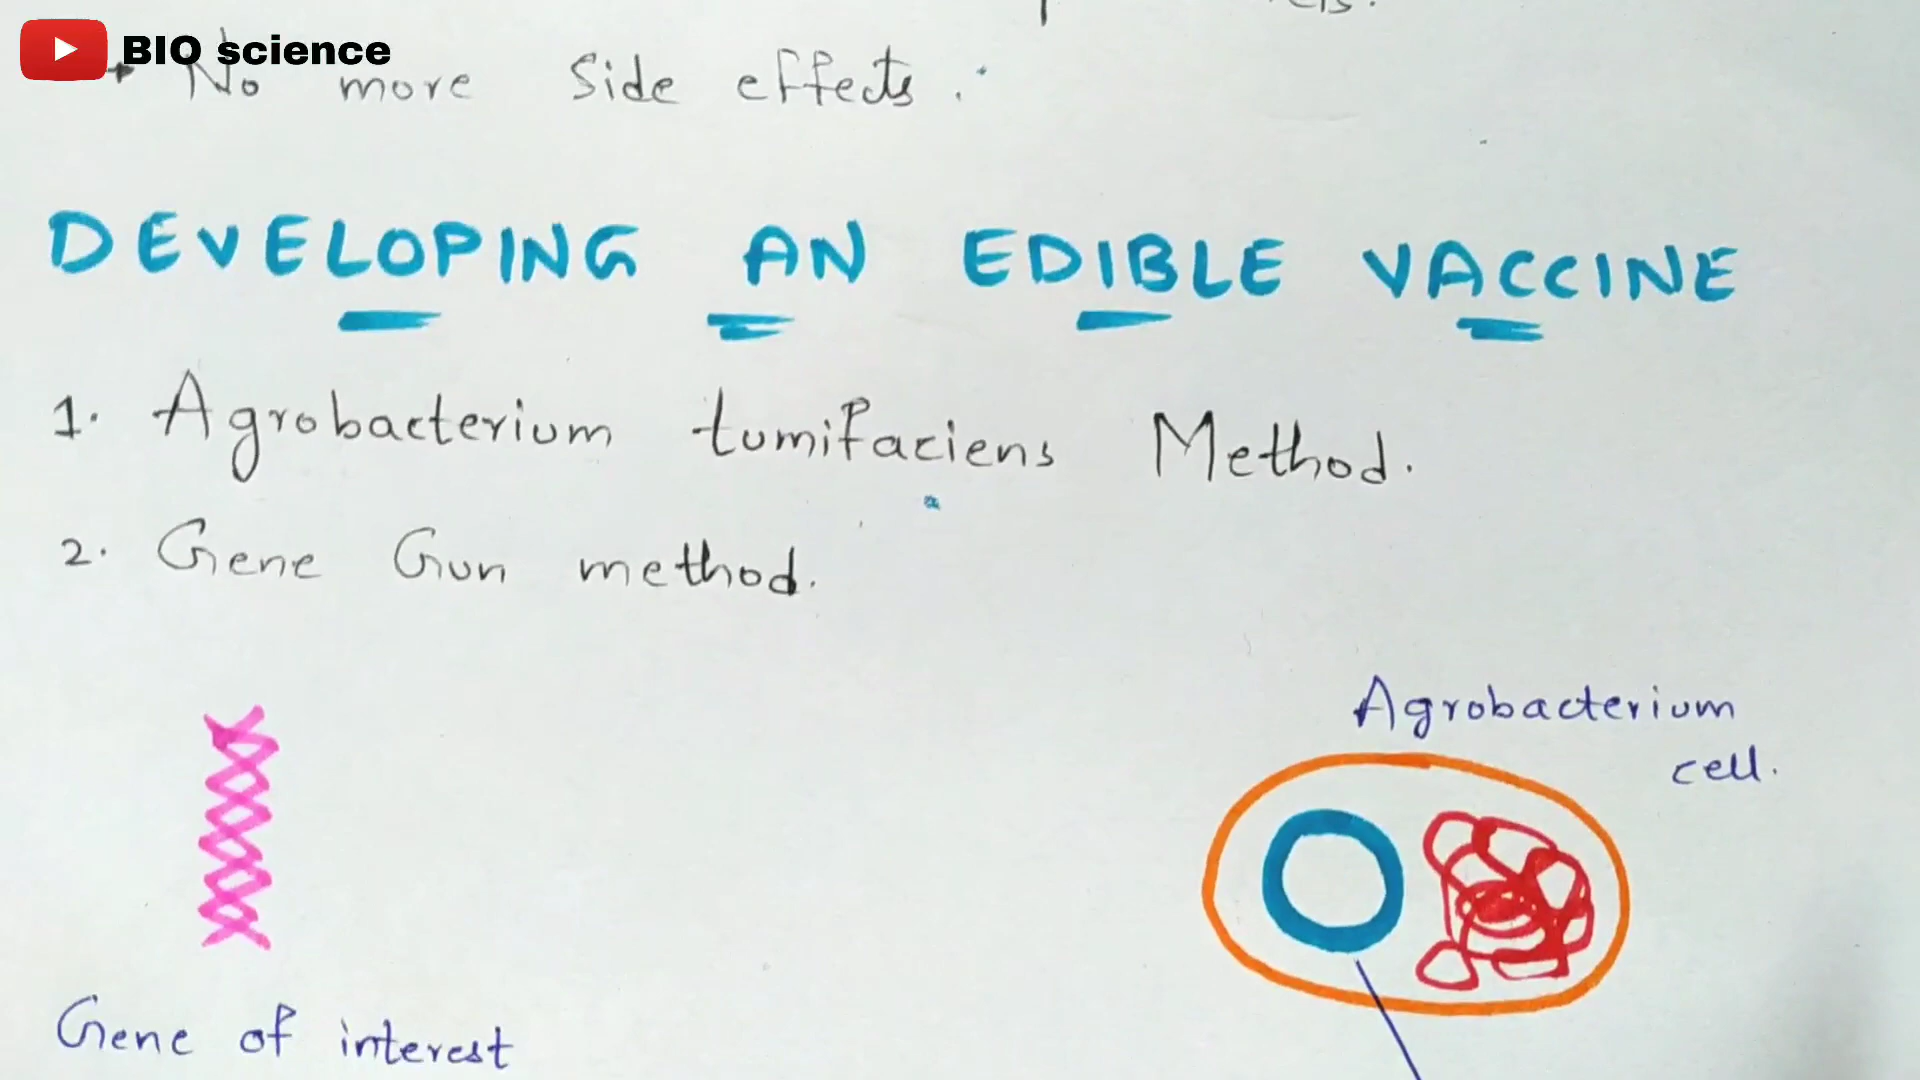 BIO science
No more side effects.
DEVELOPING AN EDIBLE VACCINE
1. Agrobacterium tumifaciens Method.
2. Gene Gun method.
Agrobacterium
cell.
Gene of interest